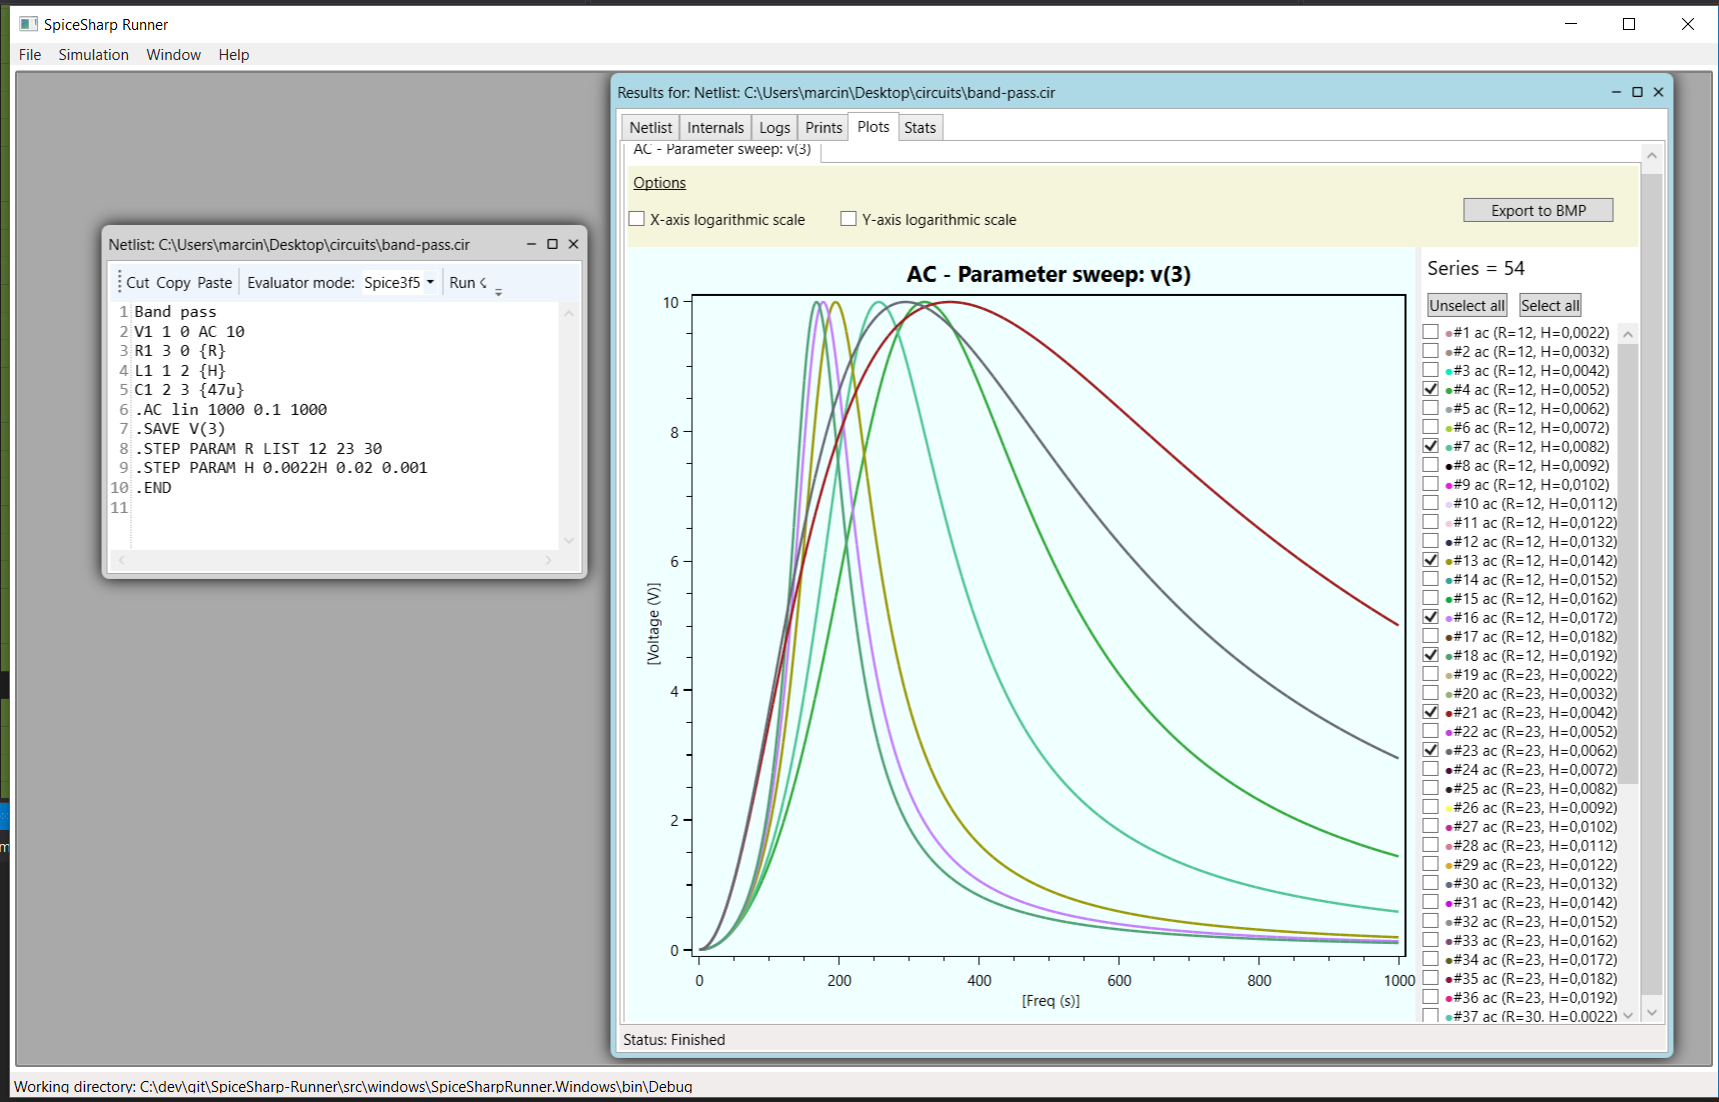 SpiceSharp Runner
File Simulation Window Help
Netlist: C:\Users\marcin\Desktop\circuits\band-pass.cir
Cut Copy Paste Evaluator mode: Spice3f5 Run
1 Band pass
2 V1 1 0 AC 10
3 R1 3 0 {R}
4 L1 1 2 {H}
5 C1 2 3 {47u}
6 .AC lin 1000 0.1 1000
7 .SAVE V(3)
8 .STEP PARAM R LIST 12 23 30
9 .STEP PARAM H 0.0022H 0.02 0.001
10 .END
11
Results for: Netlist: C:\Users\marcin\Desktop\circuits\band-pass.cir
Netlist Internals Logs Prints Plots Stats
AC - Parameter sweep: v(3)
Options
X-axis logarithmic scale Y-axis logarithmic scale
Export to BMP
AC - Parameter sweep: v(3)
10
8
6
4
2
0
[Voltage (V)]
0 200 400 600 800 1000
[Freq (s)]
Series = 54
Unselect all Select all
#1 ac (R=12, H=0,0022)
#2 ac (R=12, H=0,0032)
#3 ac (R=12, H=0,0042)
#4 ac (R=12, H=0,0052)
#5 ac (R=12, H=0,0062)
#6 ac (R=12, H=0,0072)
#7 ac (R=12, H=0,0082)
#8 ac (R=12, H=0,0092)
#9 ac (R=12, H=0,0102)
#10 ac (R=12, H=0,0112)
#11 ac (R=12, H=0,0122)
#12 ac (R=12, H=0,0132)
#13 ac (R=12, H=0,0142)
#14 ac (R=12, H=0,0152)
#15 ac (R=12, H=0,0162)
#16 ac (R=12, H=0,0172)
#17 ac (R=12, H=0,0182)
#18 ac (R=12, H=0,0192)
#19 ac (R=23, H=0,0022)
#20 ac (R=23, H=0,0032)
#21 ac (R=23, H=0,0042)
#22 ac (R=23, H=0,0052)
#23 ac (R=23, H=0,0062)
#24 ac (R=23, H=0,0072)
#25 ac (R=23, H=0,0082)
#26 ac (R=23, H=0,0092)
#27 ac (R=23, H=0,0102)
#28 ac (R=23, H=0,0112)
#29 ac (R=23, H=0,0122)
#30 ac (R=23, H=0,0132)
#31 ac (R=23, H=0,0142)
#32 ac (R=23, H=0,0152)
#33 ac (R=23, H=0,0162)
#34 ac (R=23, H=0,0172)
#35 ac (R=23, H=0,0182)
#36 ac (R=23, H=0,0192)
#37 ac (R=30, H=0,0022)
Status: Finished
Working directory: C:\dev\git\SpiceSharp-Runner\src\windows\SpiceSharpRunner.Windows\bin\Debug